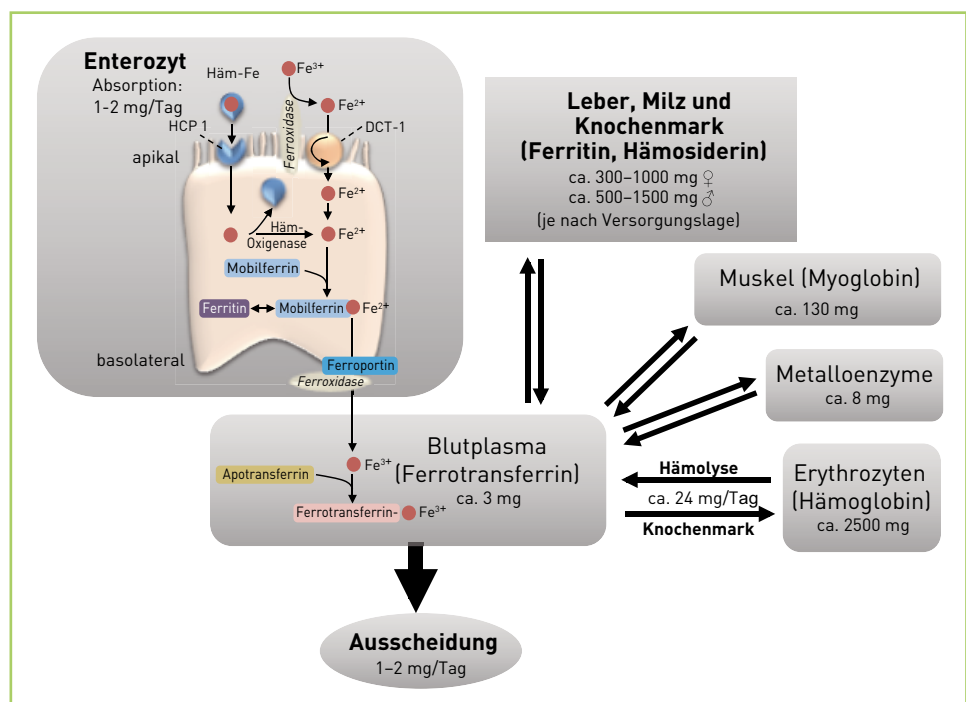 Enterozyt
Absorption:
1-2 mg/Tag
Häm-Fe
Fe³⁺
Fe²⁺
HCP 1
Ferroxidase
DCT-1
apikal
Fe²⁺
Häm-
Oxigenase
Fe²⁺
Mobilferrin
Ferritin
Mobilferrin
Fe²⁺
basolateral
Ferroportin
Ferroxidase
Leber, Milz und
Knochenmark
(Ferritin, Hämosiderin)
ca. 300–1000 mg ♀
ca. 500–1500 mg ♂
(je nach Versorgungslage)
Muskel (Myoglobin)
ca. 130 mg
Metalloenzyme
ca. 8 mg
Blutplasma
(Ferrotransferrin)
ca. 3 mg
Fe³⁺
Apotransferrin
Ferrotransferrin-
Fe³⁺
Hämolyse
ca. 24 mg/Tag
Knochenmark
Erythrozyten
(Hämoglobin)
ca. 2500 mg
Ausscheidung
1–2 mg/Tag